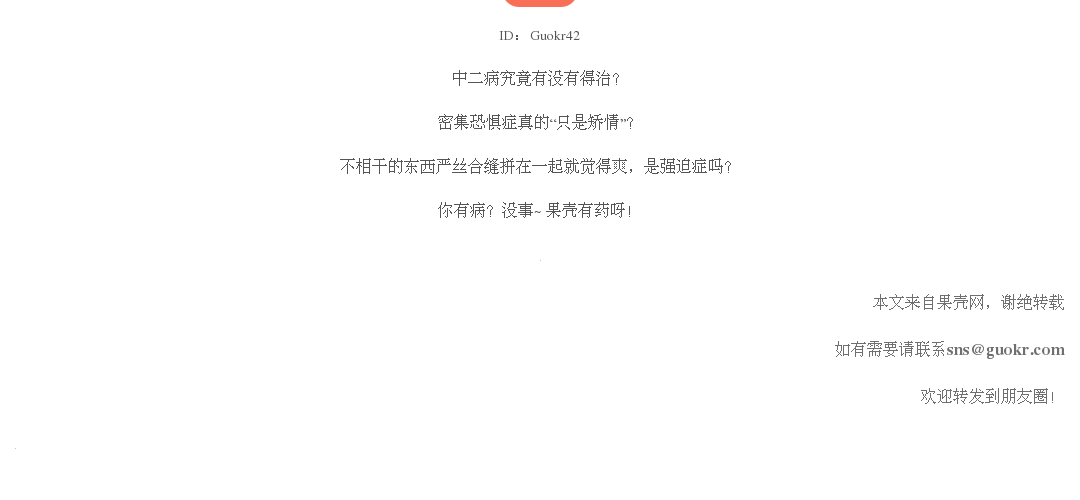 ID： Guokr42
中二病究竟有没有得治？
密集恐惧症真的“只是矫情”？
不相干的东西严丝合缝拼在一起就觉得爽，是强迫症吗？
你有病？没事~ 果壳有药呀！
本文来自果壳网，谢绝转载
如有需要请联系sns@guokr.com
欢迎转发到朋友圈！